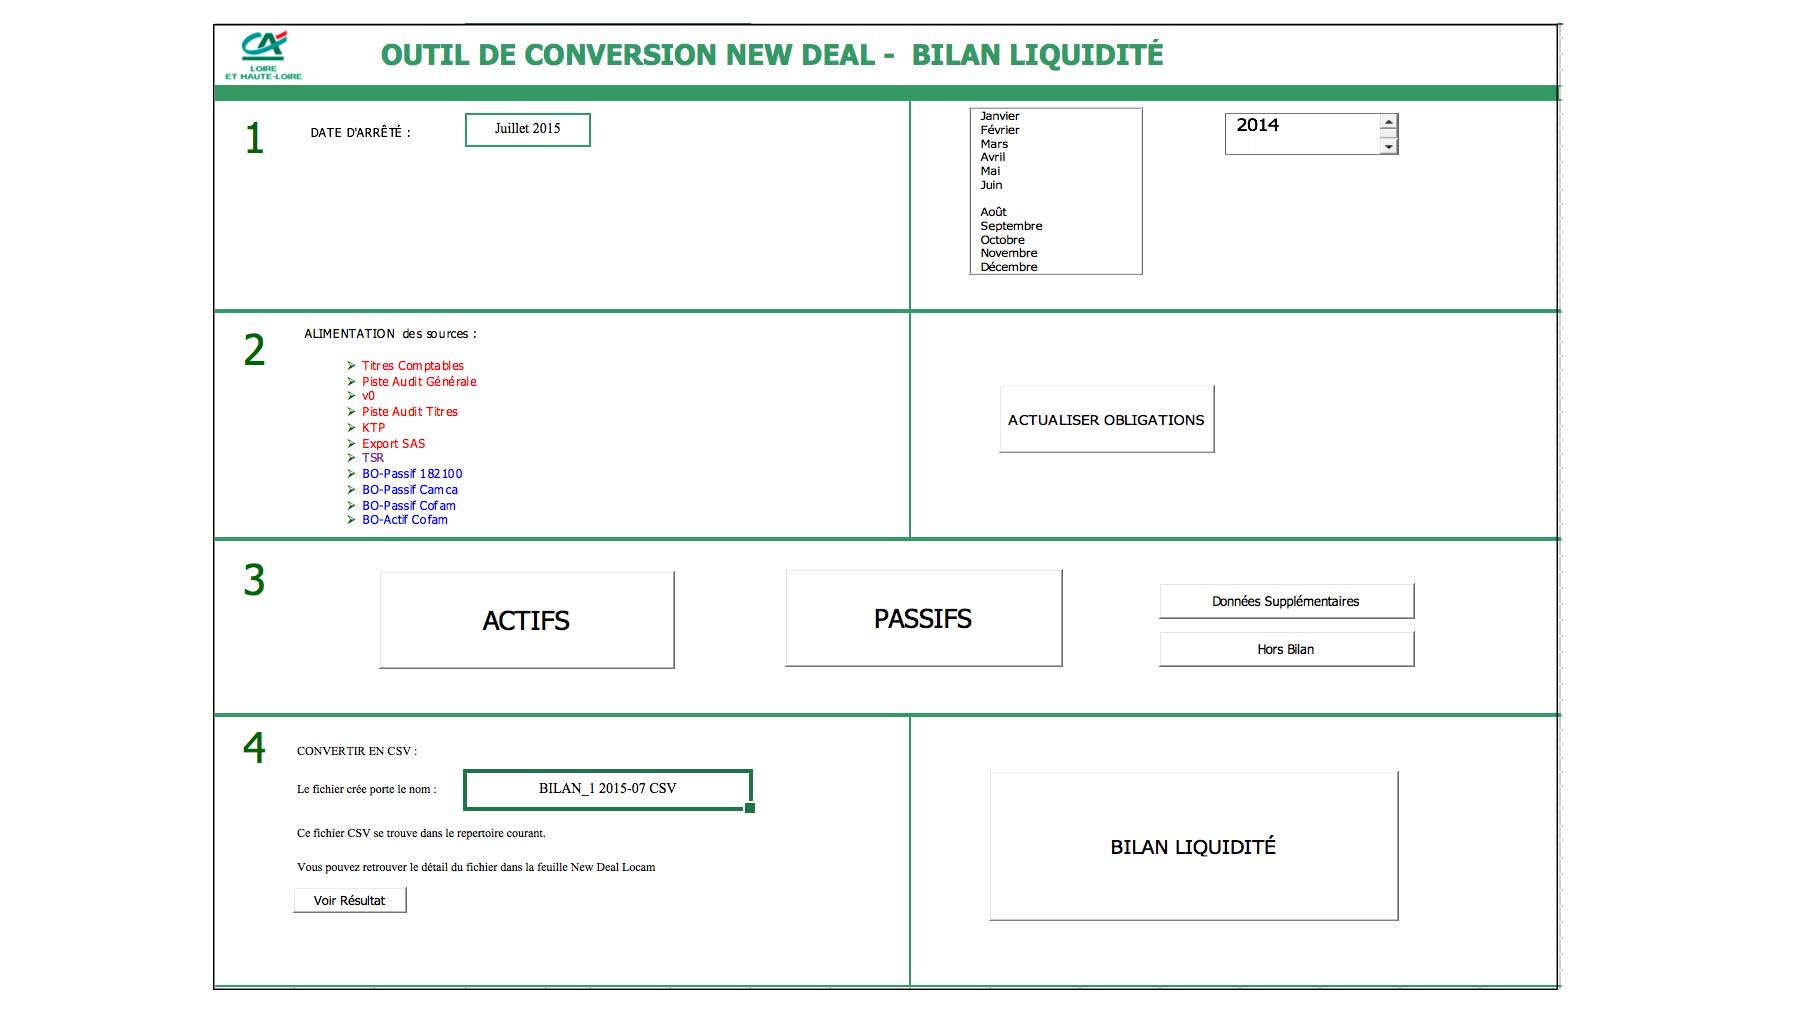 CA
LOIRE
ET HAUTE-LOIRE
OUTIL DE CONVERSION NEW DEAL - BILAN LIQUIDITÉ
1
DATE D'ARRÊTÉ :
Juillet 2015
Janvier
Février
Mars
Avril
Mai
Juin
Août
Septembre
Octobre
Novembre
Décembre
2014
2
ALIMENTATION des sources :
Titres Comptables
Piste Audit Générale
v0
Piste Audit Titres
KTP
Export SAS
TSR
BO-Passif 182100
BO-Passif Camca
BO-Passif Cofam
BO-Actif Cofam
ACTUALISER OBLIGATIONS
3
ACTIFS
PASSIFS
Données Supplémentaires
Hors Bilan
4
CONVERTIR EN CSV :
Le fichier crée porte le nom :
BILAN_1 2015-07 CSV
Ce fichier CSV se trouve dans le repertoire courant.
Vous pouvez retrouver le détail du fichier dans la feuille New Deal Locam
Voir Résultat
BILAN LIQUIDITÉ